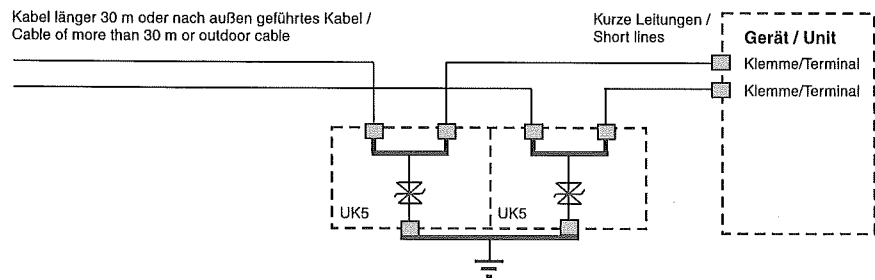 Kabel länger 30 m oder nach außen geführtes Kabel /
Cable of more than 30 m or outdoor cable
Kurze Leitungen /
Short lines
Gerät / Unit
Klemme/Terminal
Klemme/Terminal
UK5
UK5